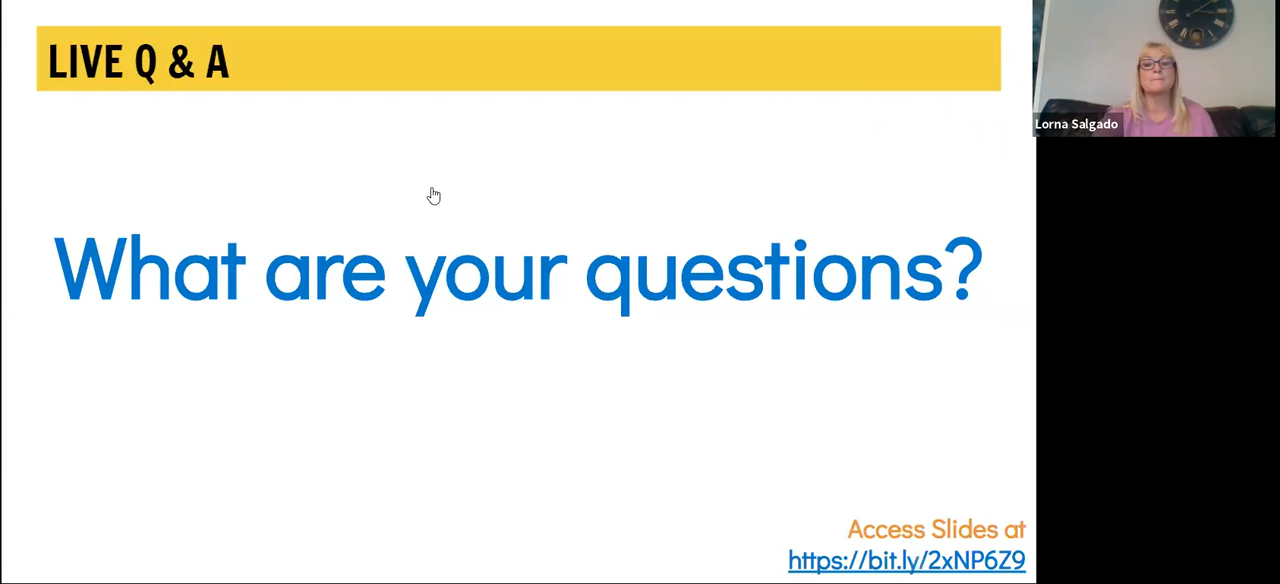 LIVE Q & A
Lorna Salgado
What are your questions?
Access Slides at
https://bit.ly/2xNP6Z9